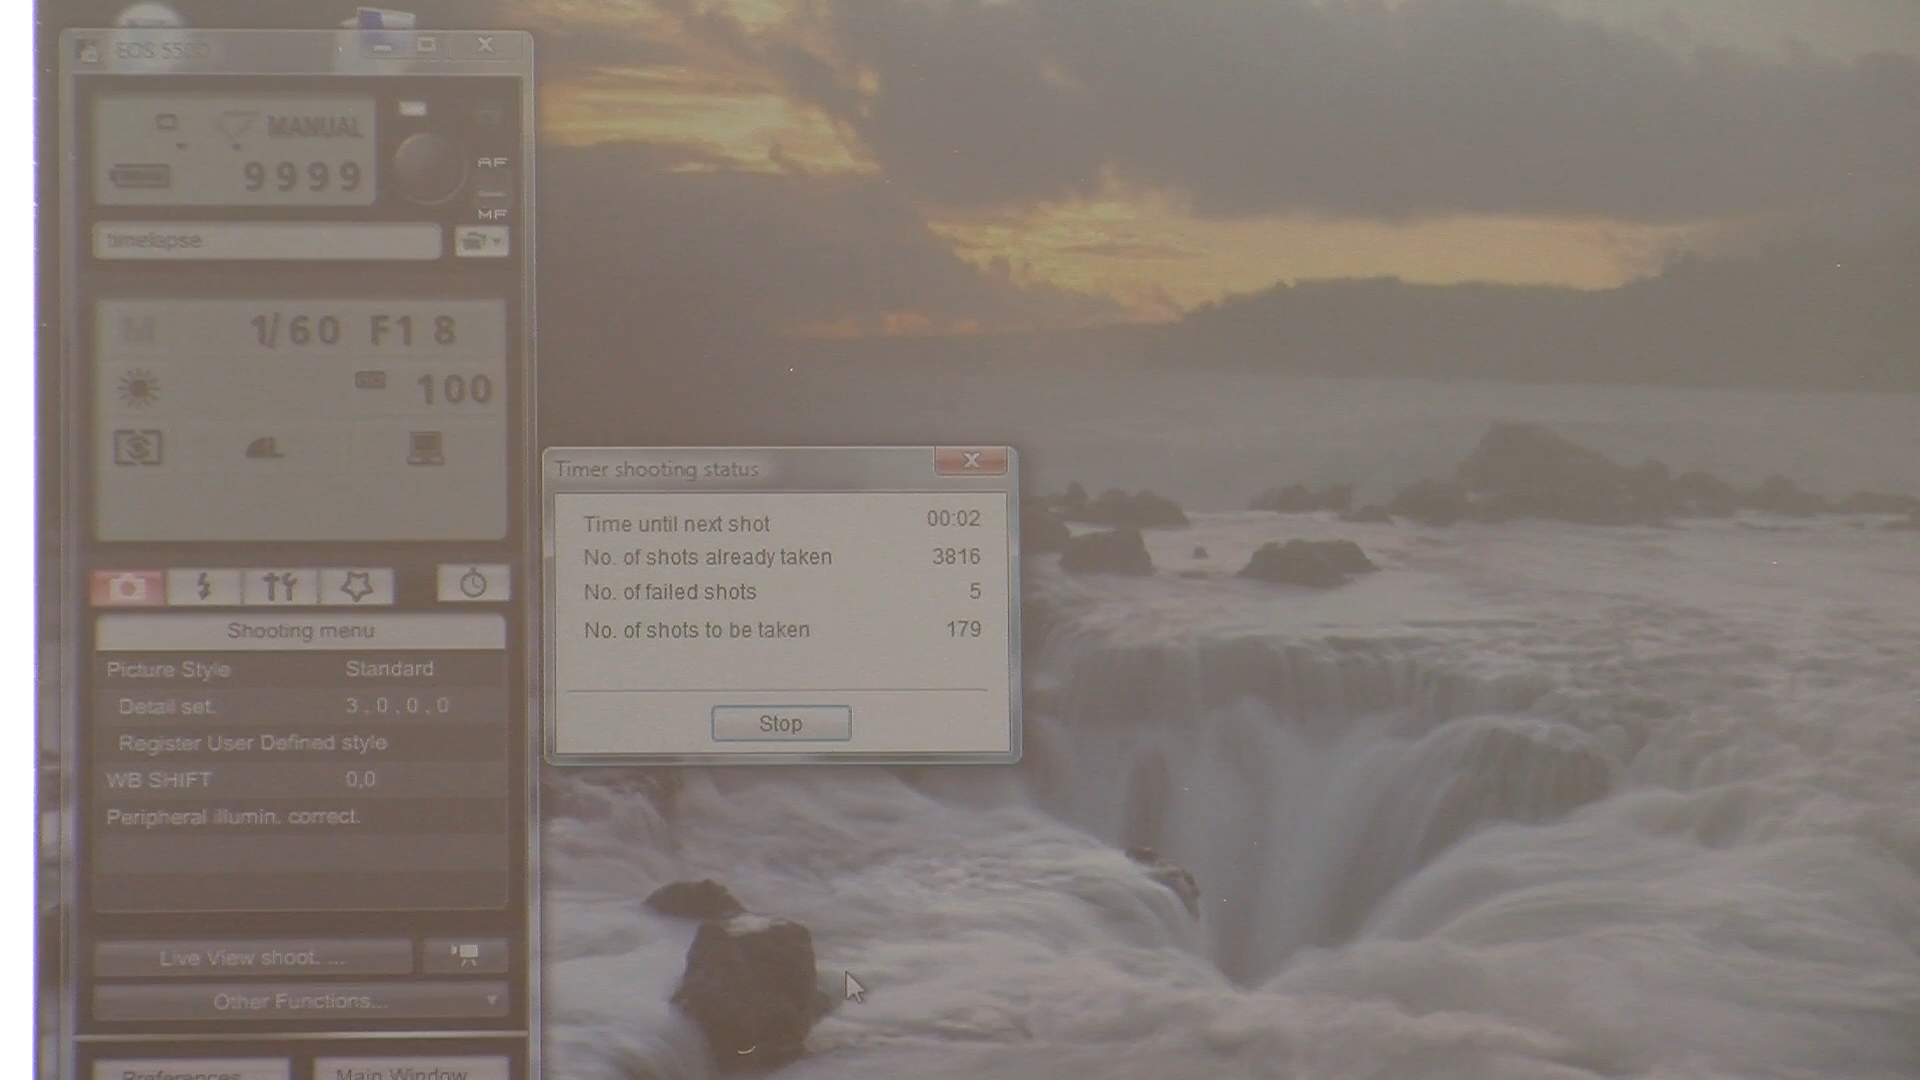 EOS 550D
MANUAL
9999
AF
MF
timelapse
M 1/60 F1 8
ISO 100
Shooting menu
Picture Style Standard
Detail set. 3,0,0,0
Register User Defined style
WB SHIFT 0,0
Peripheral illumin. correct.
Live View shoot. ...
Other Functions...
Preferences... Main Window...
Timer shooting status
Time until next shot 00:02
No. of shots already taken 3816
No. of failed shots 5
No. of shots to be taken 179
Stop